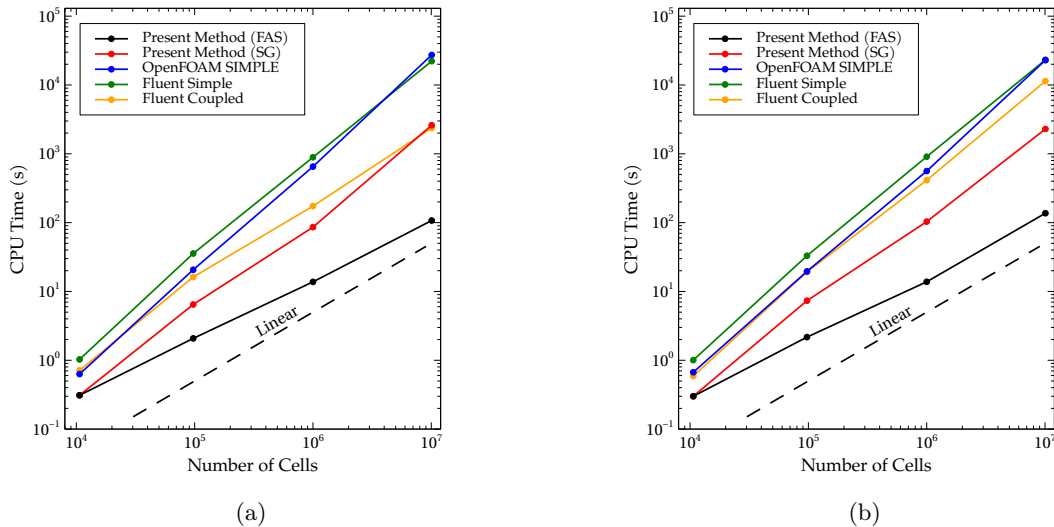 10^5
10^4
10^3
10^2
10^1
10^0
10^-1
CPU Time (s)
Present Method (FAS)
Present Method (SG)
OpenFOAM SIMPLE
Fluent Simple
Fluent Coupled
Linear
10^4 10^5 10^6 10^7
Number of Cells
(a)
10^5
10^4
10^3
10^2
10^1
10^0
10^-1
CPU Time (s)
Present Method (FAS)
Present Method (SG)
OpenFOAM SIMPLE
Fluent Simple
Fluent Coupled
Linear
10^4 10^5 10^6 10^7
Number of Cells
(b)